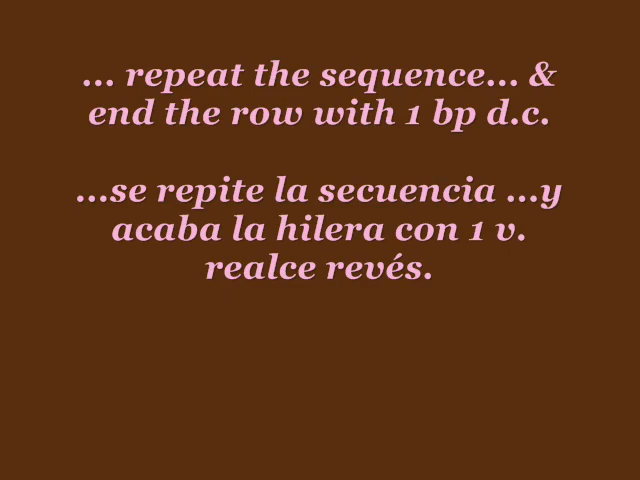 ... repeat the sequence... &
end the row with 1 bp d.c.
...se repite la secuencia ...y
acaba la hilera con 1 v.
realce revés.